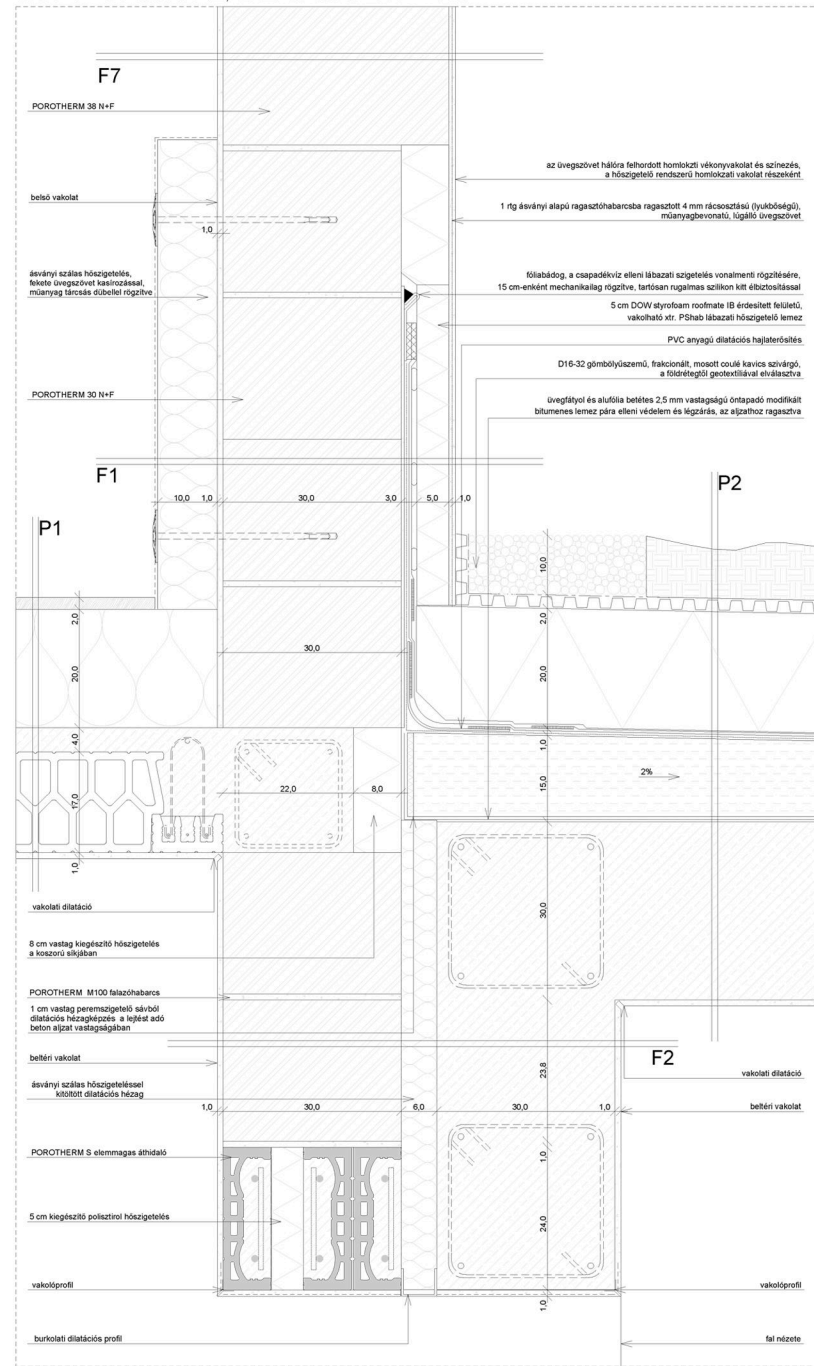 F7
POROTHERM 38 N+F
az üvegszövet hálóra felhordott homlokzti vékonyvakolat és színezés,
a hőszigetelő rendszerű homlokzati vakolat részeként
belső vakolat
1 rtg ásványi alapú ragasztóhabarcsba ragasztott 4 mm rácsosztású (lyukbőségű),
műanyagbevonatú, lúgálló üvegszövet
1,0
ásványi szálas hőszigetelés,
fekete üvegszövet kasírozással,
műanyag tárcsás dübellel rögzítve
fóliabádog, a csapadékvíz elleni lábazati szigetelés vonalmenti rögzítésére,
15 cm-enként mechanikailag rögzítve, tartósan rugalmas szilikon kitt élbiztosítással
5 cm DOW styrofoam roofmate IB érdesített felületű,
vakolható xtr. PShab lábazati hőszigetelő lemez
PVC anyagú dilatációs hajlaterősítés
D16-32 gömbölyűszemű, frakcionált, mosott coulé kavics szivárgó,
a földrétegtől geotextíliával elválasztva
POROTHERM 30 N+F
üvegfátyol és alufólia betétes 2,5 mm vastagságú öntapadó modifikált
bitumenes lemez pára elleni védelem és légzárás, az aljzathoz ragasztva
F1
P2
10,0 1,0 30,0 3,0 5,0 1,0
P1
10,0
2,0
2,0
30,0
20,0
20,0
4,0
1,0
2%
22,0 8,0
17,0
15,0
1,0
vakolati dilatáció
30,0
8 cm vastag kiegészítő hőszigetelés
a koszorú síkjában
POROTHERM M100 falazóhabarcs
1 cm vastag peremszigetelő sávból
dilatációs hézagképzés a lejtést adó
beton aljzat vastagságában
F2
beltéri vakolat
23,8
vakolati dilatáció
ásványi szálas hőszigeteléssel
kitöltött dilatációs hézag
1,0 30,0 6,0 30,0 1,0
beltéri vakolat
POROTHERM S elemmagas áthidaló
1,0
5 cm kiegészítő polisztirol hőszigetelés
24,0
vakolóprofil
vakolóprofil
1,0
burkolati dilatációs profil
fal nézete